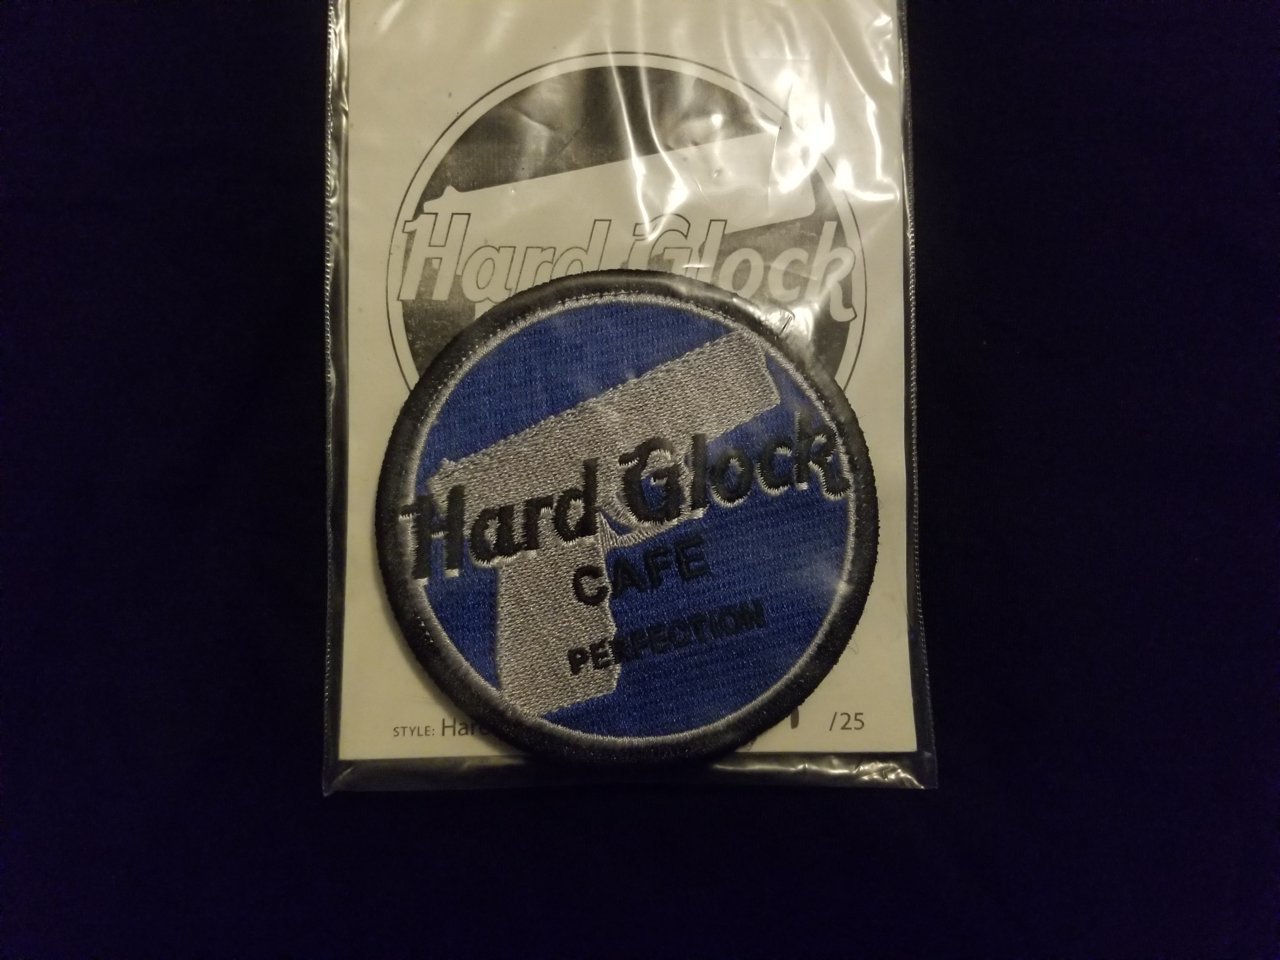 Hard Glock
Hard Glock
CAFE
PERFECTION
STYLE: Hard
/25